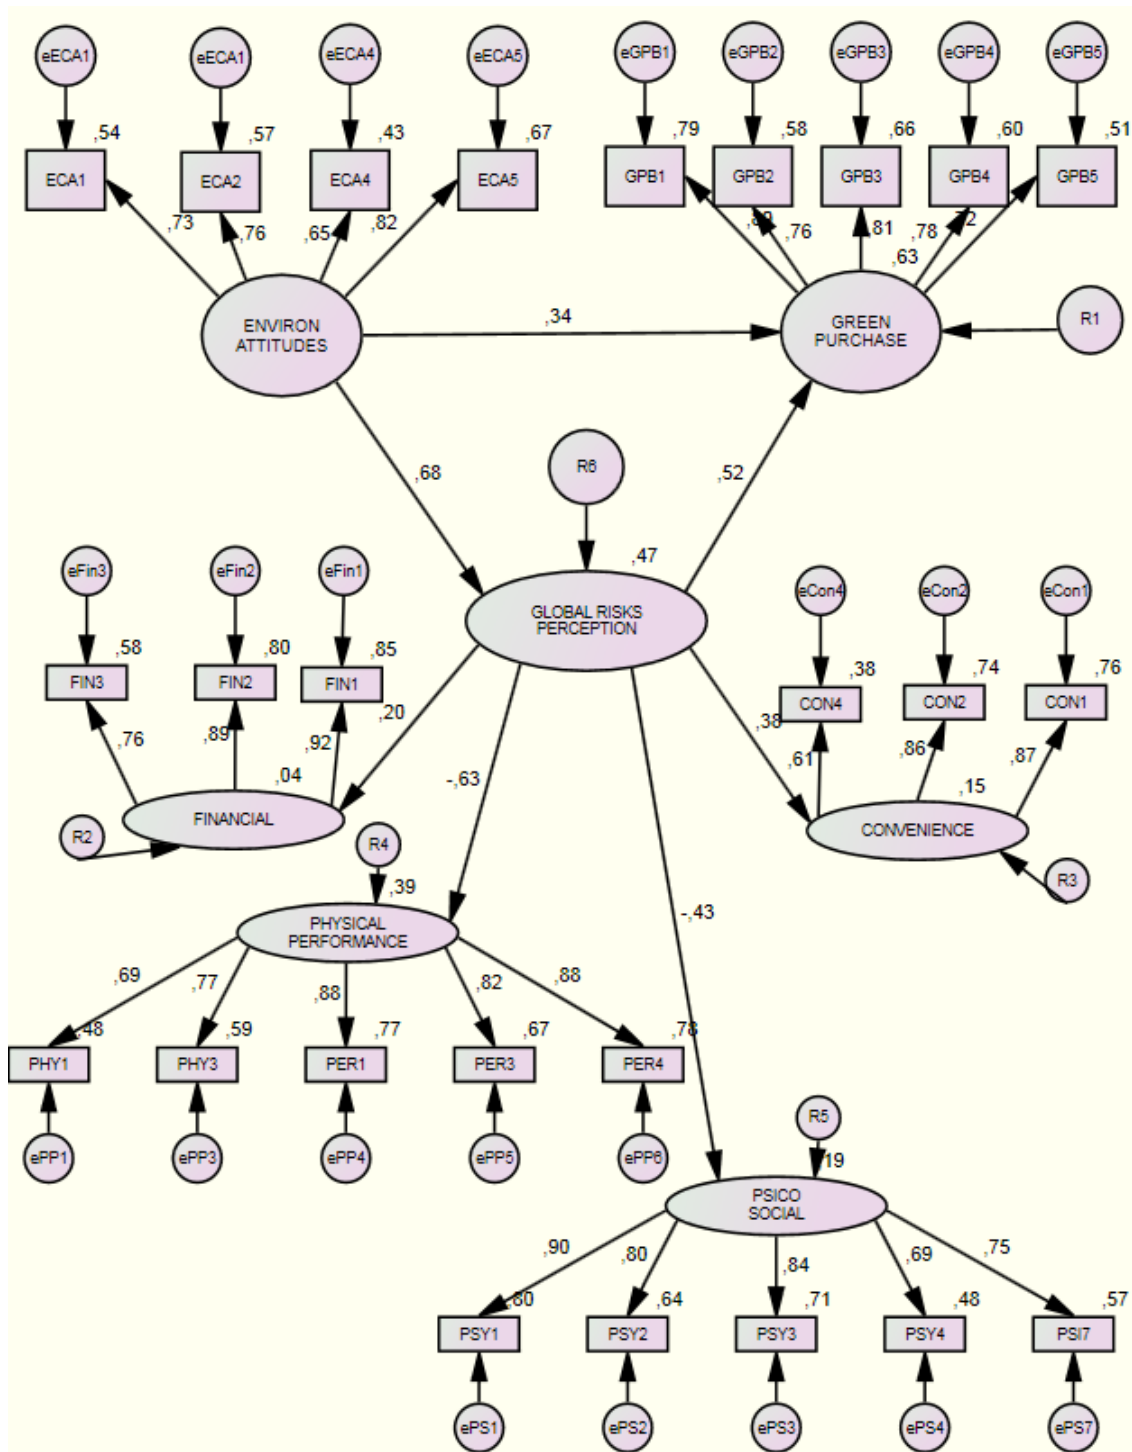 eECA1
eECA1
eECA4
eECA5
eGPB1
eGPB2
eGPB3
eGPB4
eGPB5
,54
,57
,43
,67
,79
,58
,66
,60
,51
ECA1
ECA2
ECA4
ECA5
GPB1
GPB2
GPB3
GPB4
GPB5
,73
,76
,65
,82
,76
,81
,78
,72
,63
ENVIRON
ATTITUDES
,34
GREEN
PURCHASE
R1
R6
,68
,52
,47
GLOBAL RISKS
PERCEPTION
eFin3
eFin2
eFin1
eCon4
eCon2
eCon1
,58
,80
,85
,38
,74
,76
FIN3
FIN2
FIN1
CON4
CON2
CON1
,20
,38
,76
,89
,92
,61
,86
,87
,04
-,63
,15
FINANCIAL
CONVENIENCE
R2
R4
R3
,39
PHYSICAL
PERFORMANCE
-,43
,69
,77
,88
,82
,88
,48
,59
,77
,67
,78
PHY1
PHY3
PER1
PER3
PER4
ePP1
ePP3
ePP4
ePP5
ePP6
R5
,19
PSICO
SOCIAL
,90
,80
,84
,69
,75
,80
,64
,71
,48
,57
PSY1
PSY2
PSY3
PSY4
PSI7
ePS1
ePS2
ePS3
ePS4
ePS7